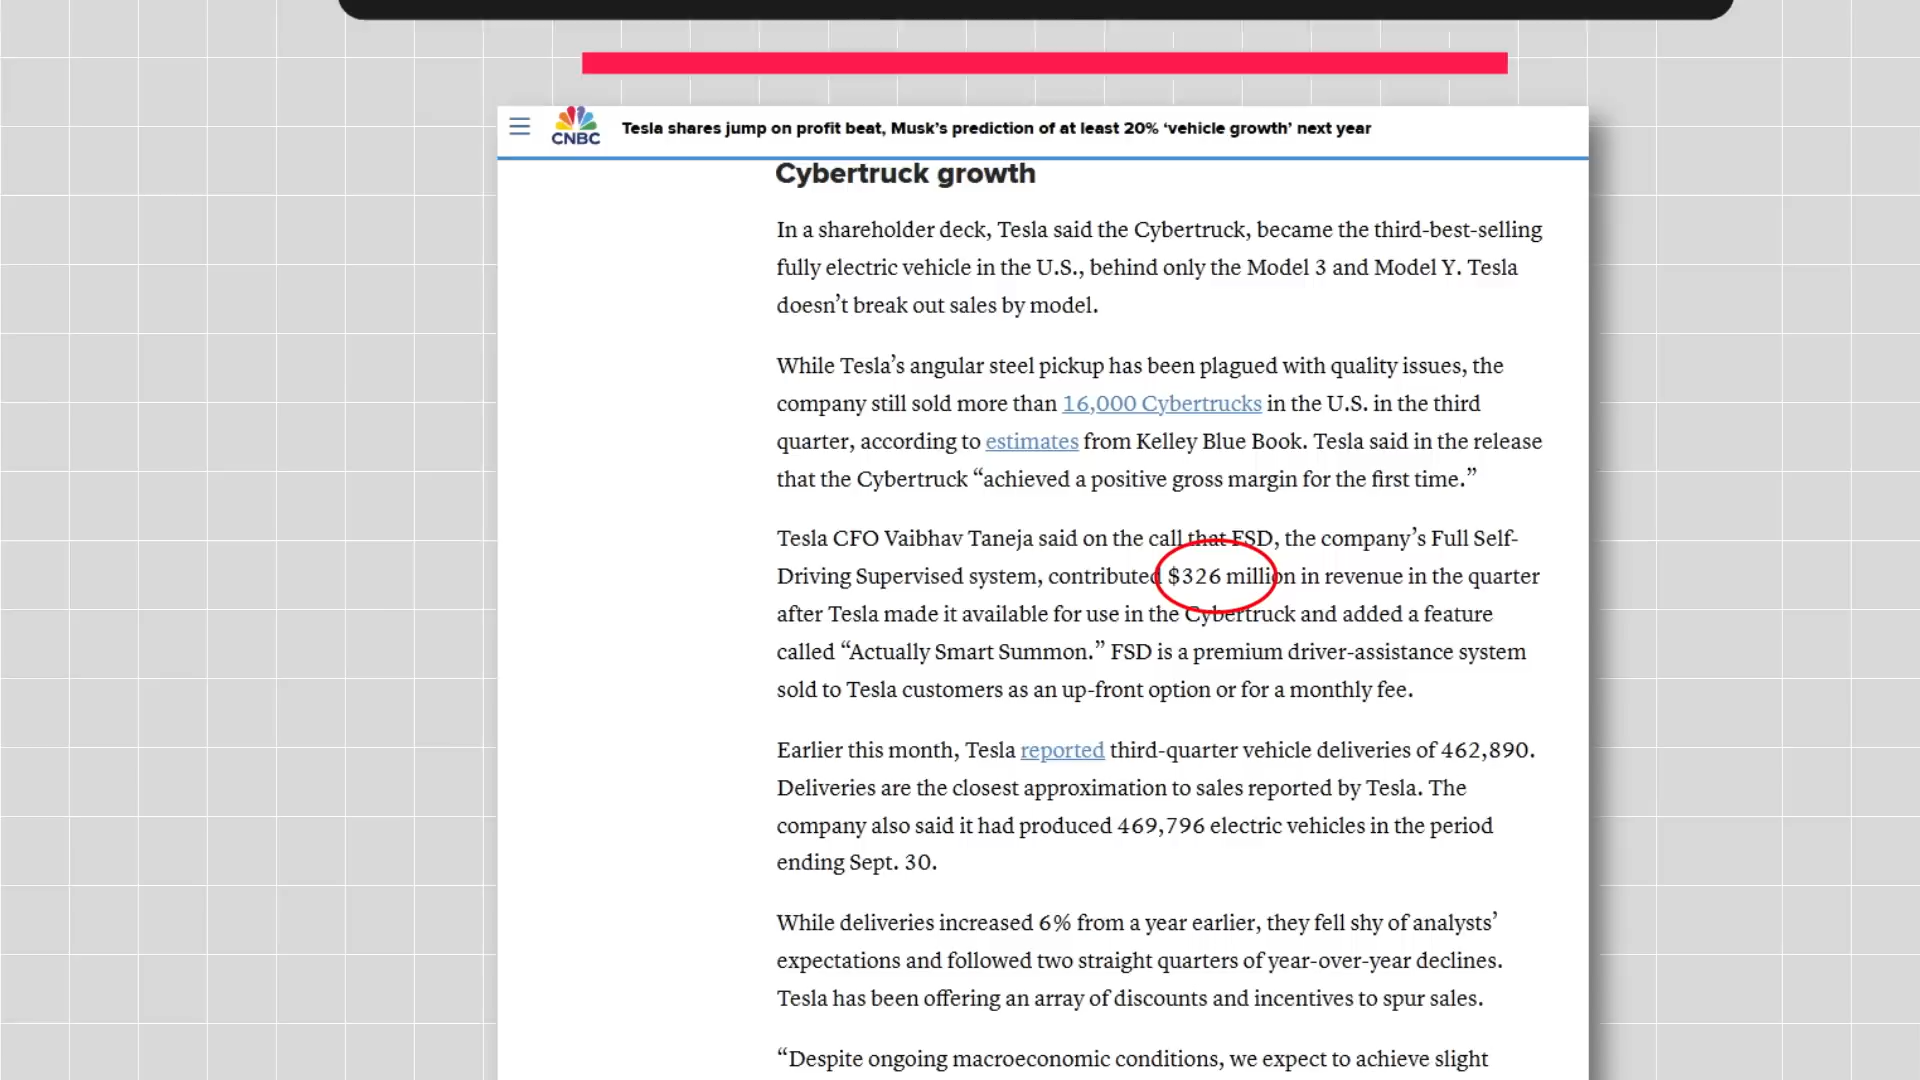 CNBC
Tesla shares jump on profit beat, Musk’s prediction of at least 20% ‘vehicle growth’ next year
Cybertruck growth
In a shareholder deck, Tesla said the Cybertruck, became the third-best-selling
fully electric vehicle in the U.S., behind only the Model 3 and Model Y. Tesla
doesn’t break out sales by model.
While Tesla’s angular steel pickup has been plagued with quality issues, the
company still sold more than 16,000 Cybertrucks in the U.S. in the third
quarter, according to estimates from Kelley Blue Book. Tesla said in the release
that the Cybertruck “achieved a positive gross margin for the first time.”
Tesla CFO Vaibhav Taneja said on the call that FSD, the company’s Full Self-
Driving Supervised system, contributed $326 million in revenue in the quarter
after Tesla made it available for use in the Cybertruck and added a feature
called “Actually Smart Summon.” FSD is a premium driver-assistance system
sold to Tesla customers as an up-front option or for a monthly fee.
Earlier this month, Tesla reported third-quarter vehicle deliveries of 462,890.
Deliveries are the closest approximation to sales reported by Tesla. The
company also said it had produced 469,796 electric vehicles in the period
ending Sept. 30.
While deliveries increased 6% from a year earlier, they fell shy of analysts’
expectations and followed two straight quarters of year-over-year declines.
Tesla has been offering an array of discounts and incentives to spur sales.
“Despite ongoing macroeconomic conditions, we expect to achieve slight